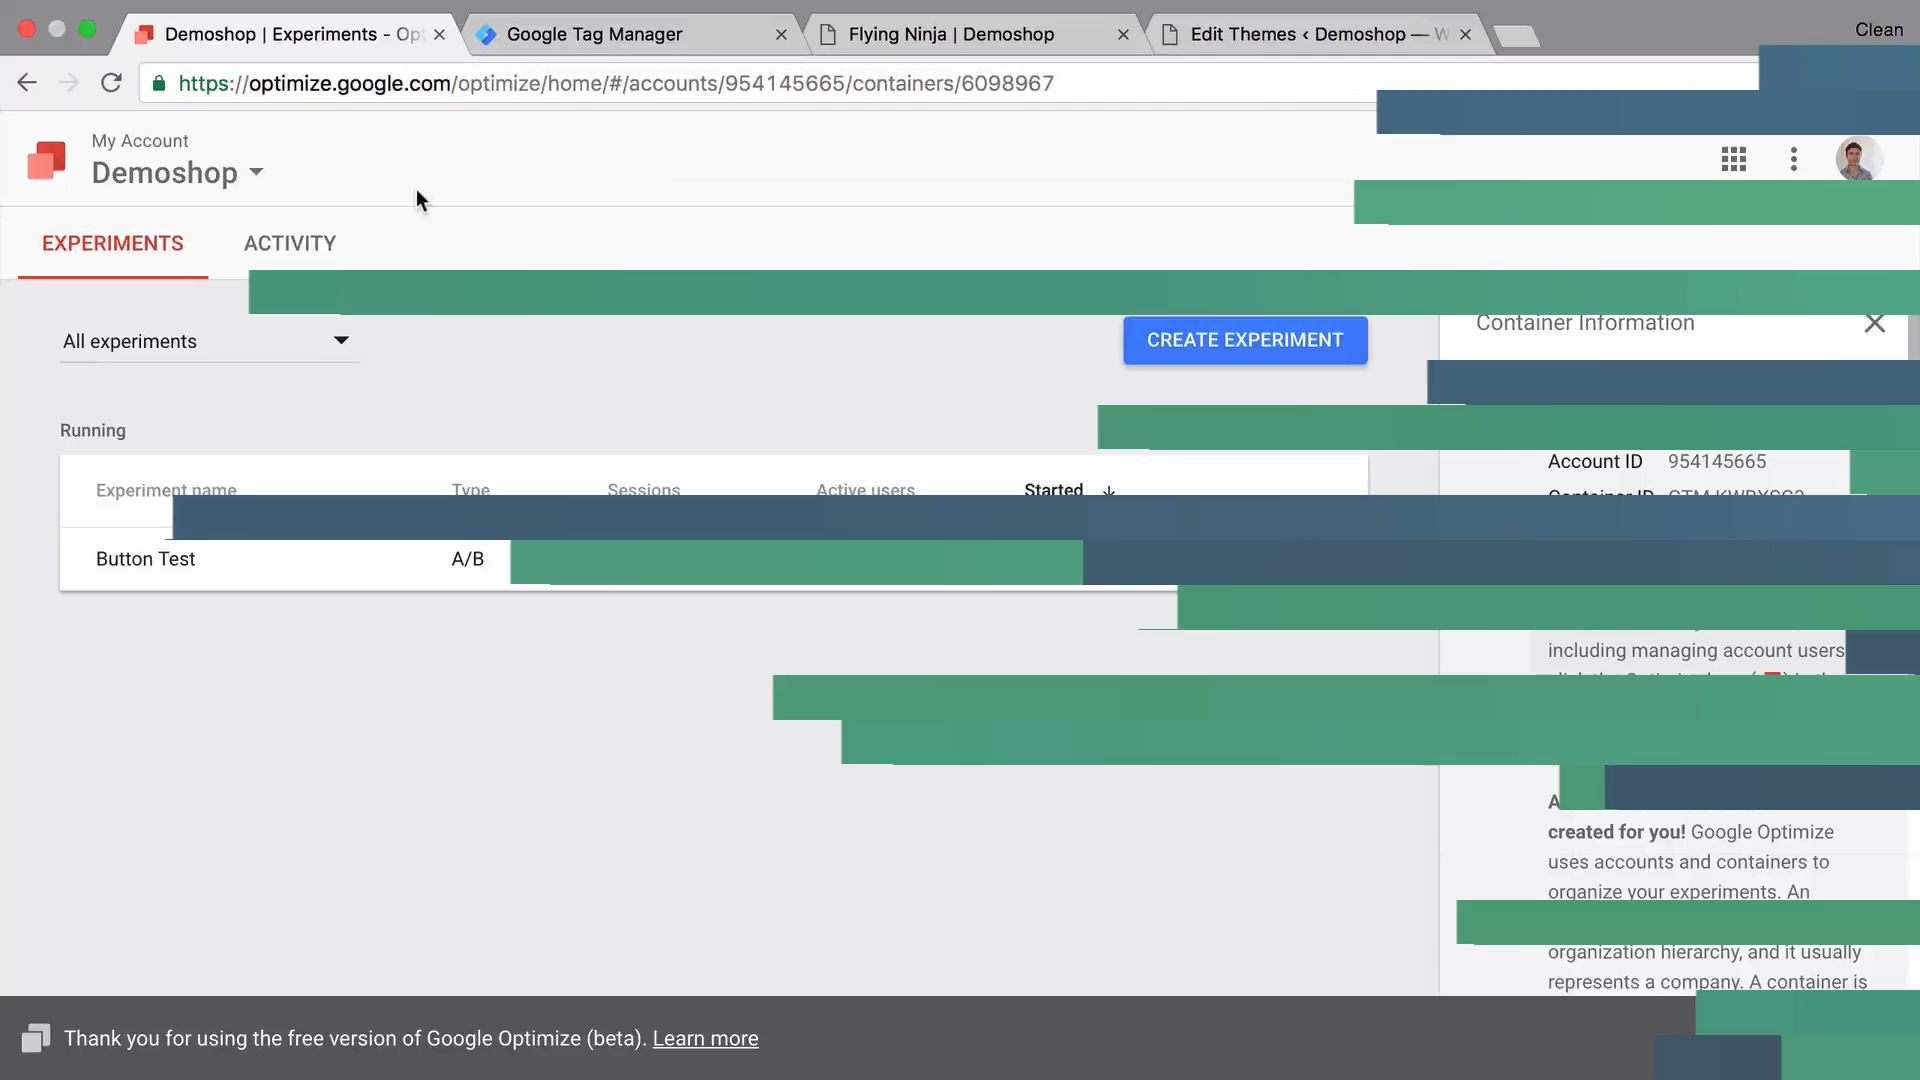 Demoshop | Experiments - Op
Google Tag Manager
Flying Ninja | Demoshop
Edit Themes ‹ Demoshop — W
Clean
https://optimize.google.com/optimize/home/#/accounts/954145665/containers/6098967
My Account
Demoshop
EXPERIMENTS
ACTIVITY
All experiments
CREATE EXPERIMENT
Container Information
Running
Account ID 954145665
Experiment name Type Sessions Active users Started
Container ID
Button Test A/B
including managing account users
created for you! Google Optimize
uses accounts and containers to
organize your experiments. An
organization hierarchy, and it usually
represents a company. A container is
Thank you for using the free version of Google Optimize (beta). Learn more